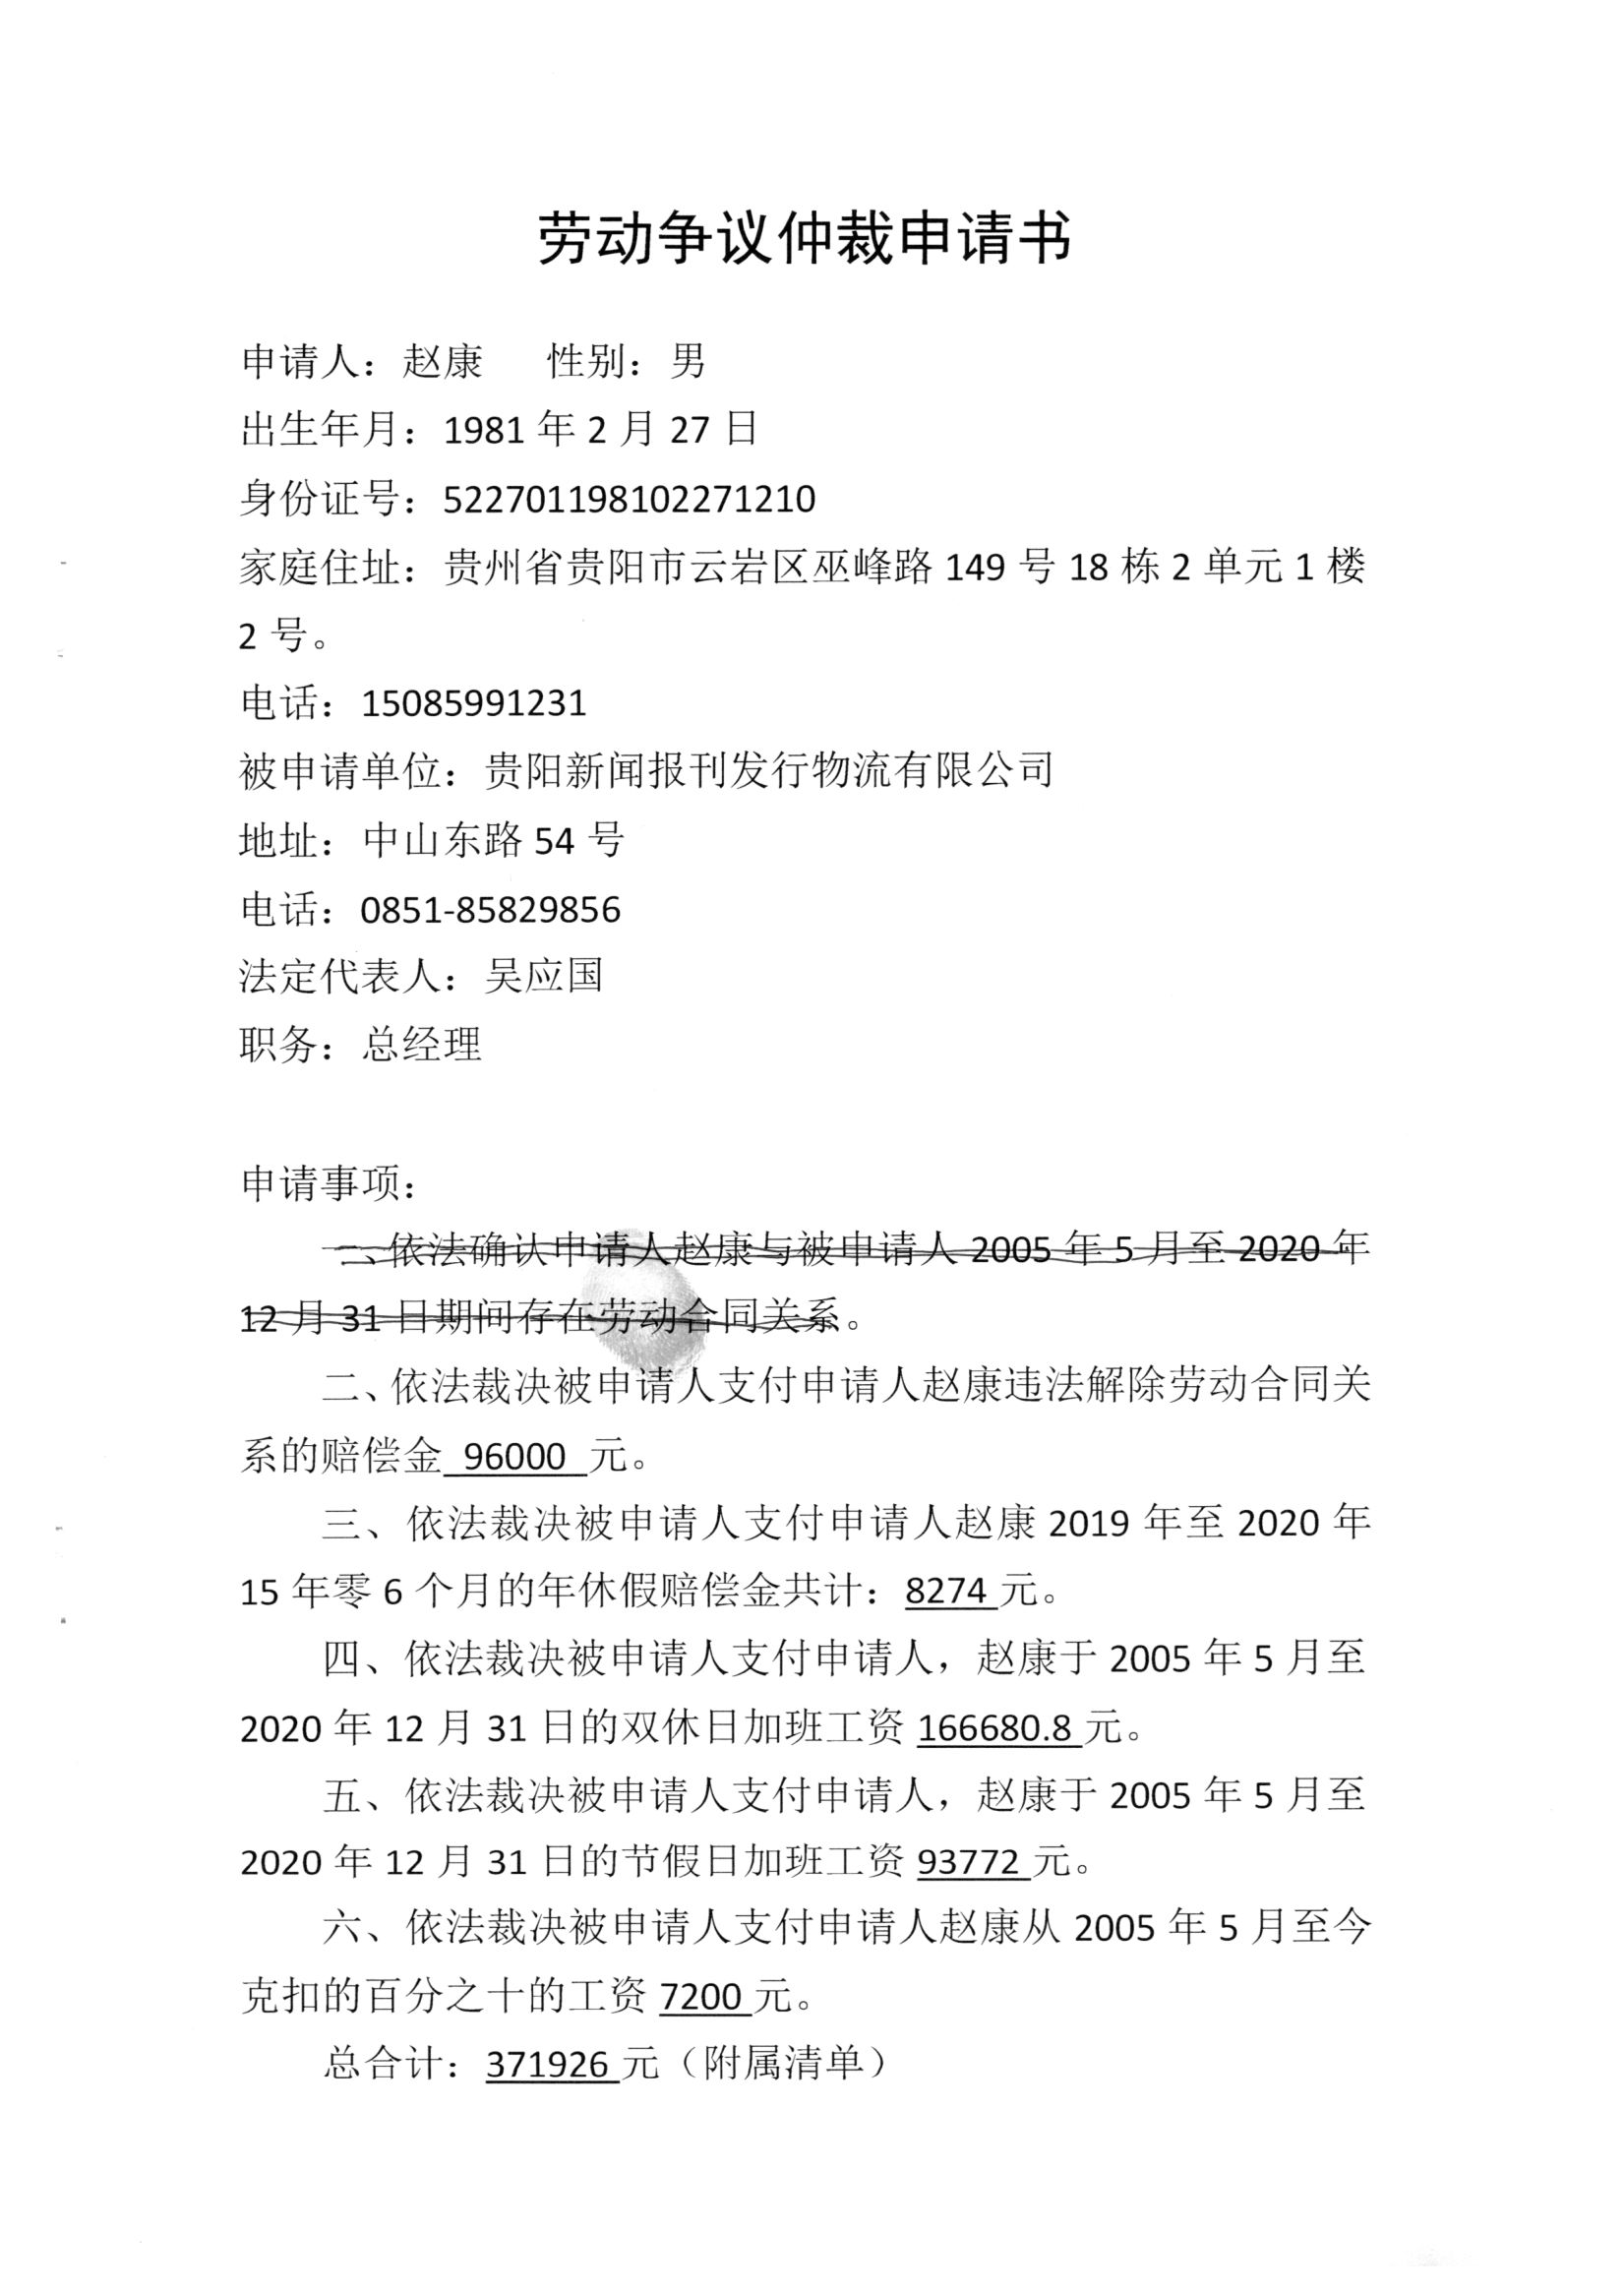 劳动争议仲裁申请书
申请人：赵康 性别：男
出生年月：1981 年 2 月 27 日
身份证号：522701198102271210
家庭住址：贵州省贵阳市云岩区巫峰路 149 号 18 栋 2 单元 1 楼
2 号。
电话：15085991231
被申请单位：贵阳新闻报刊发行物流有限公司
地址：中山东路 54 号
电话：0851-85829856
法定代表人：吴应国
职务：总经理
申请事项：
一、依法确认申请人赵康与被申请人 2005 年 5 月至 2020 年
12 月 31 日期间存在劳动合同关系。
二、依法裁决被申请人支付申请人赵康违法解除劳动合同关
系的赔偿金 96000 元。
三、依法裁决被申请人支付申请人赵康 2019 年至 2020 年
15 年零 6 个月的年休假赔偿金共计：8274 元。
四、依法裁决被申请人支付申请人，赵康于 2005 年 5 月至
2020 年 12 月 31 日的双休日加班工资 166680.8 元。
五、依法裁决被申请人支付申请人，赵康于 2005 年 5 月至
2020 年 12 月 31 日的节假日加班工资 93772 元。
六、依法裁决被申请人支付申请人赵康从 2005 年 5 月至今
克扣的百分之十的工资 7200 元。
总合计：371926 元（附属清单）